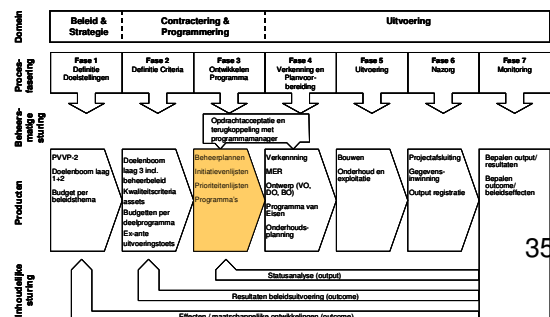 Domein
Beleid &
Strategie
Contractering &
Programmering
Uitvoering
Proces-
fasering
Fase 1
Definitie
Doelstellingen
Fase 2
Definitie Criteria
Fase 3
Ontwikkelen
Programma
Fase 4
Verkenning en
Planvoor-
bereiding
Fase 5
Uitvoering
Fase 6
Nazorg
Fase 7
Monitoring
Beheers-
matige
sturing
Opdrachtacceptatie en
terugkoppeling met
programmamanager
Producten
PVVP-2
Doelenboom laag
1+2
Budget per
beleidsthema
Doelenboom
laag 3 incl.
beheerbeleid
Kwaliteitscriteria
assets
Budgetten per
deelprogramma
Ex-ante
uitvoeringstoets
Beheerplannen
Initiatievenlijsten
Prioriteitenlijsten
Programma's
Verkennning
MER
Ontwerp (VO,
DO, BO)
Programma van
Eisen
Onderhouds-
planning
Bouwen
Onderhoud en
exploitatie
Projectafsluiting
Gegevens-
inwinning
Output registratie
Bepalen output/
resultaten
Bepalen
outcome/
beleidseffecten
35
Inhoudelijke
sturing
Statusanalyse (output)
Resultaten beleidsuitvoering (outcome)
Effecten / maatschappelijke ontwikkelingen (outcome)